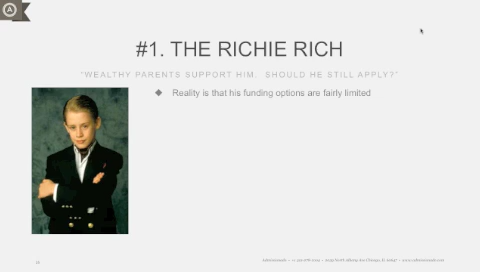 A
#1. THE RICHIE RICH
"WEALTHY PARENTS SUPPORT HIM. SHOULD HE STILL APPLY?"
Reality is that his funding options are fairly limited